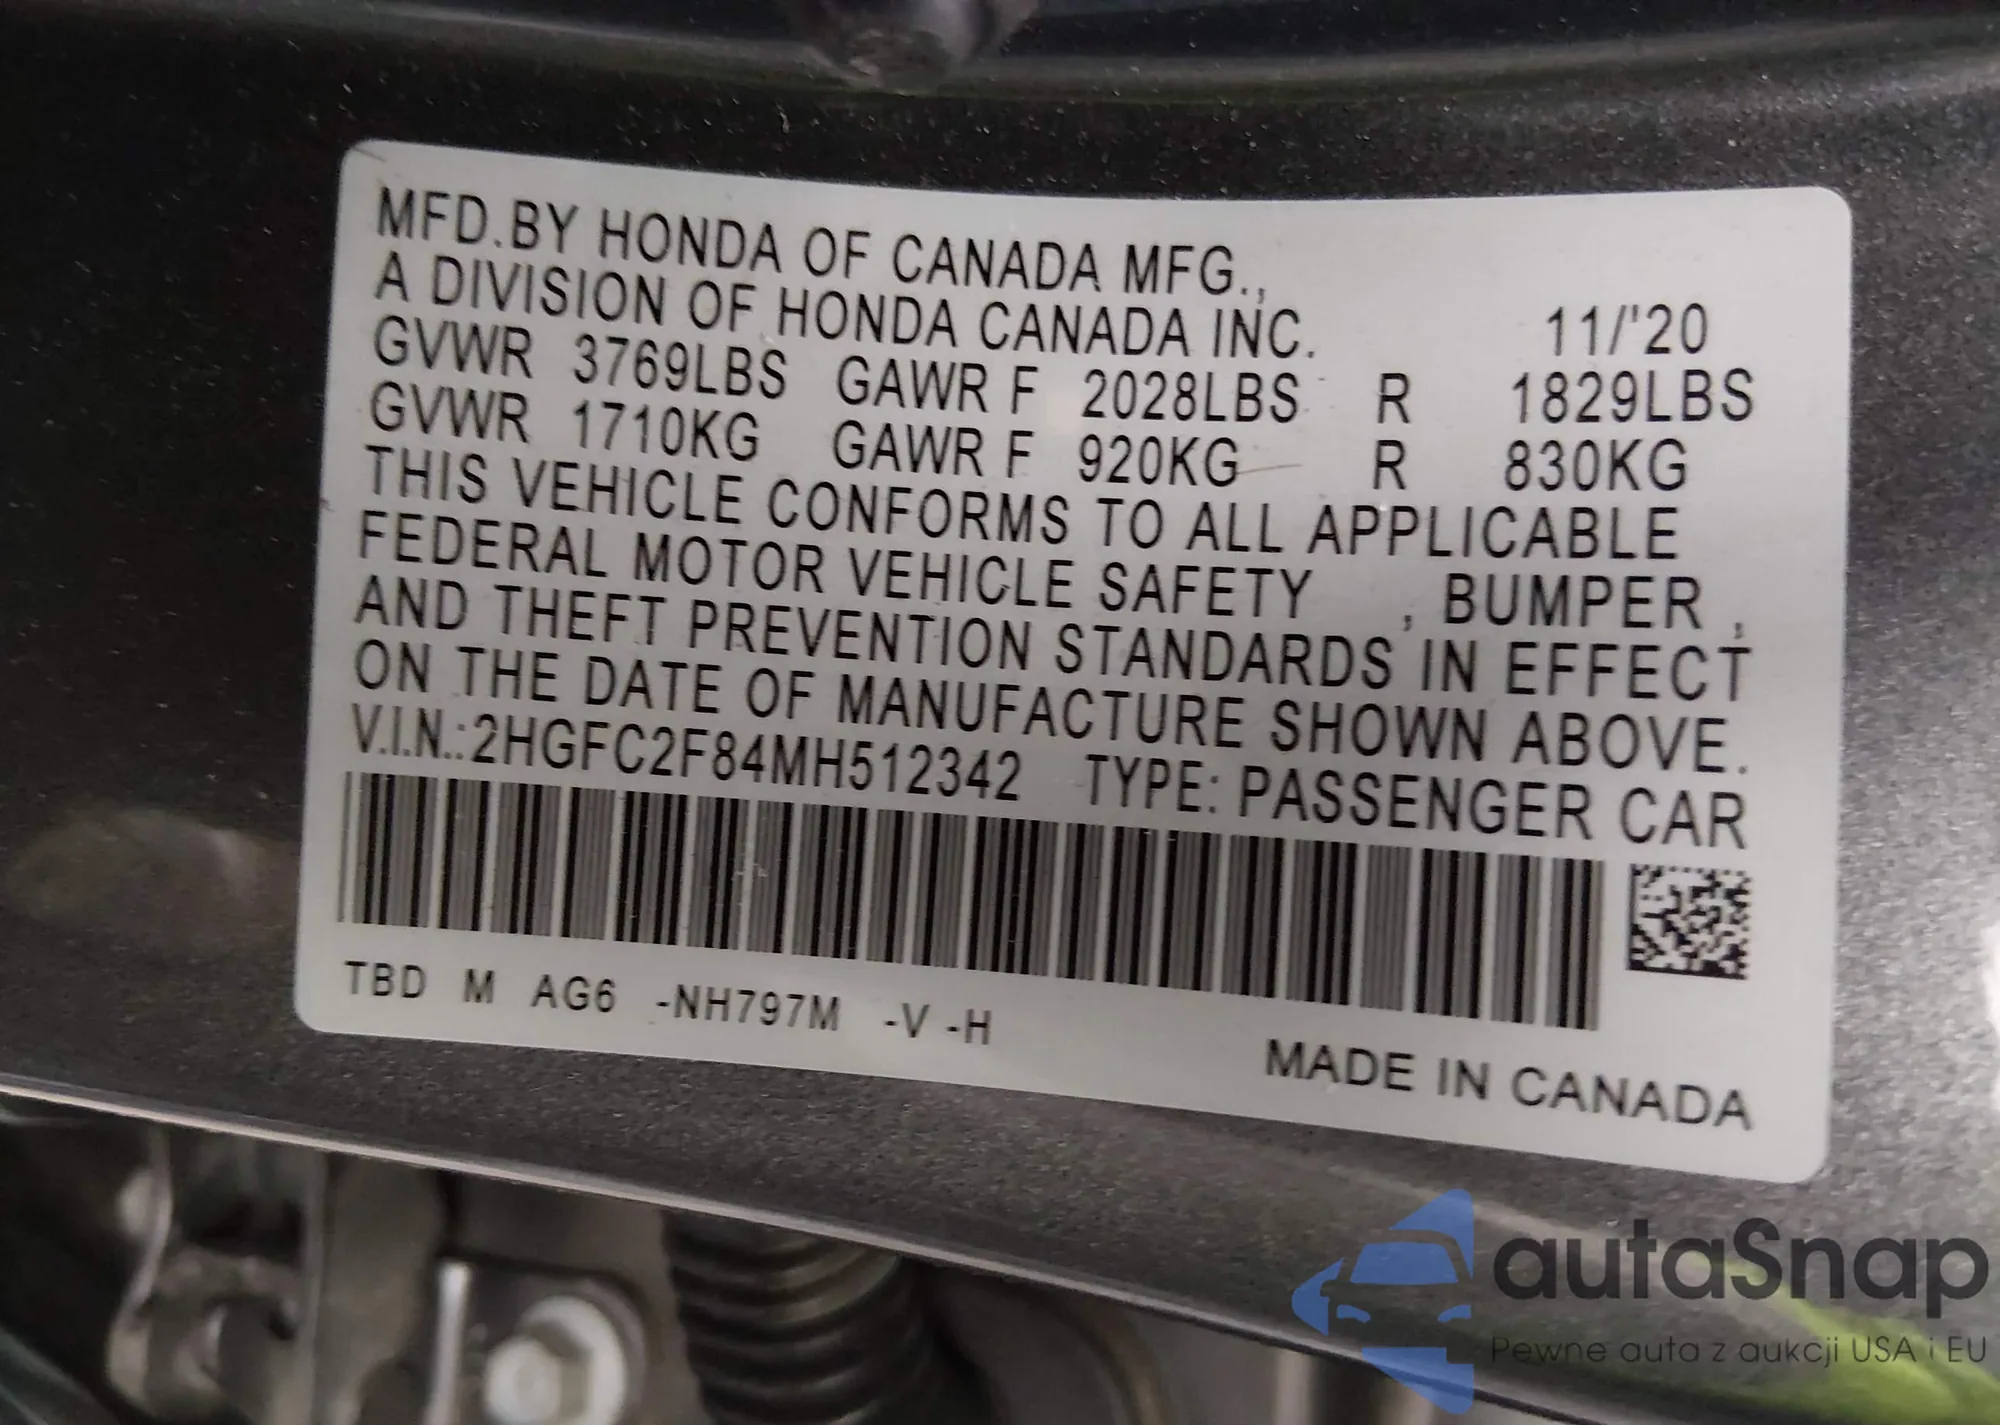 MFD.BY HONDA OF CANADA MFG.,
A DIVISION OF HONDA CANADA INC. 11/'20
GVWR 3769LBS GAWR F 2028LBS R 1829LBS
GVWR 1710KG GAWR F 920KG R 830KG
THIS VEHICLE CONFORMS TO ALL APPLICABLE
FEDERAL MOTOR VEHICLE SAFETY , BUMPER ,
AND THEFT PREVENTION STANDARDS IN EFFECT
ON THE DATE OF MANUFACTURE SHOWN ABOVE.
V.I.N.:2HGFC2F84MH512342 TYPE: PASSENGER CAR
TBD M AG6 -NH797M -V -H
MADE IN CANADA
autaSnap
Pewne auta z aukcji USA i EU